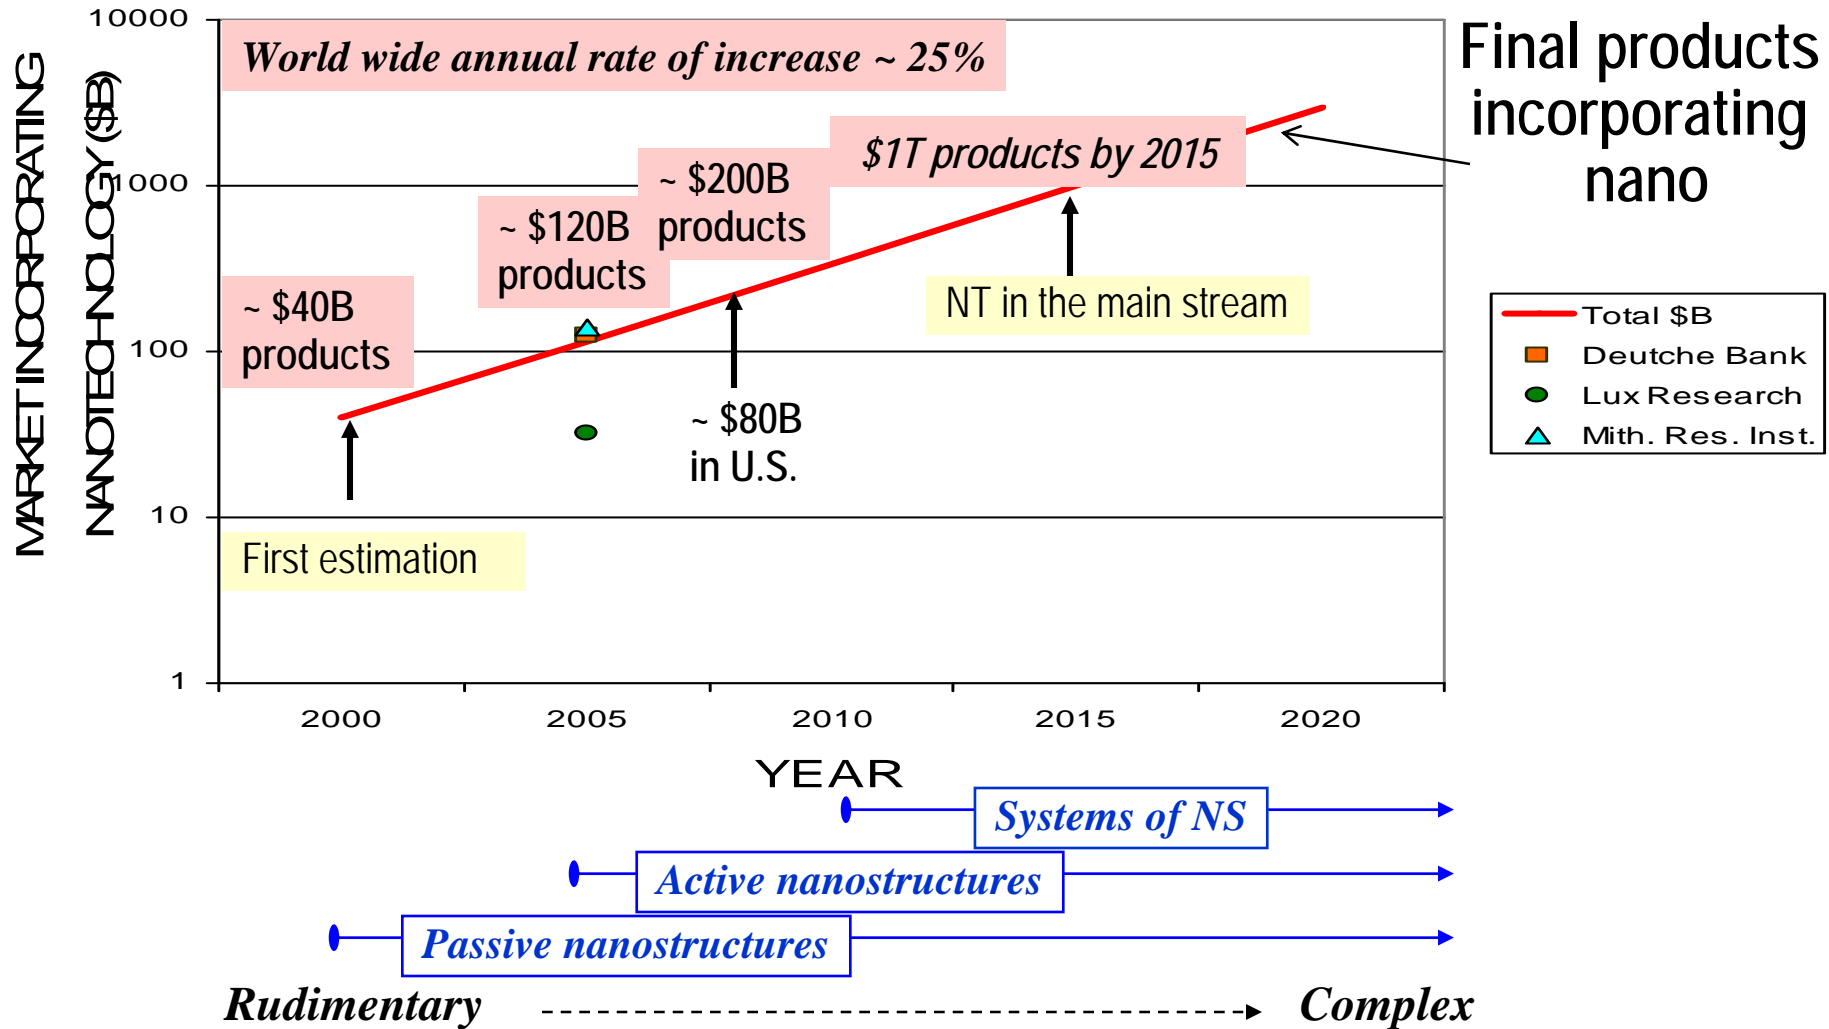 10000
1000
100
10
1
MARKET INCORPORATING
NANOTECHNOLOGY ($B)
World wide annual rate of increase ~ 25%
Final products
incorporating
nano
$1T products by 2015
~ $200B
products
~ $120B
products
~ $40B
products
NT in the main stream
~ $80B
in U.S.
First estimation
Total $B
Deutche Bank
Lux Research
Mith. Res. Inst.
2000 2005 2010 2015 2020
YEAR
Systems of NS
Active nanostructures
Passive nanostructures
Rudimentary Complex